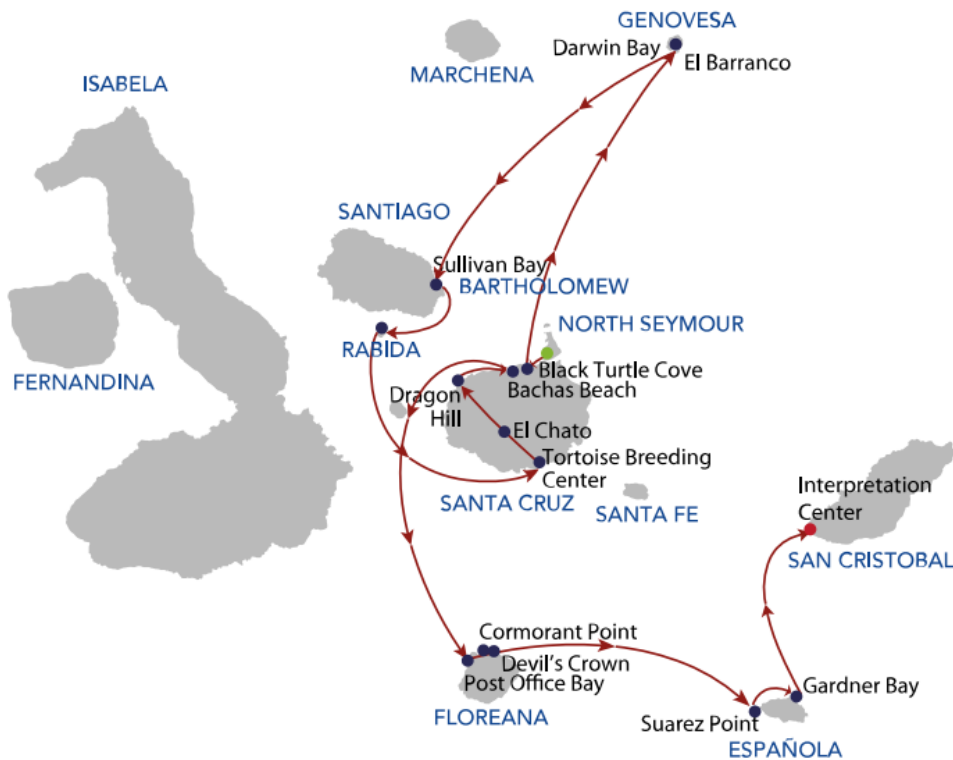 GENOVESA
Darwin Bay
El Barranco
MARCHENA
ISABELA
SANTIAGO
Sullivan Bay
BARTHOLOMEW
NORTH SEYMOUR
RABIDA
FERNANDINA
Black Turtle Cove
Bachas Beach
Dragon
Hill
El Chato
Tortoise Breeding
Center
SANTA CRUZ
SANTA FE
Interpretation
Center
SAN CRISTOBAL
Cormorant Point
Devil's Crown
Post Office Bay
FLOREANA
Gardner Bay
Suarez Point
ESPAÑOLA